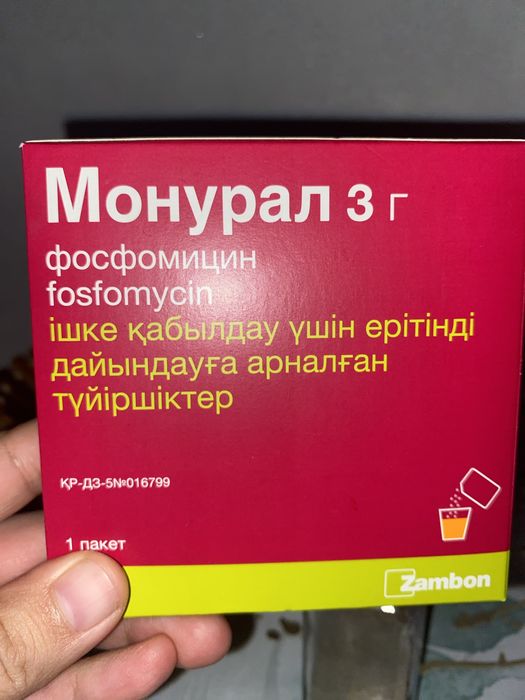 Монурал 3 г
фосфомицин
fosfomycin
ішке қабылдау үшін ерітінді
дайындауға арналған
түйіршіктер
ҚР-ДЗ-5№016799
1 пакет
Zambon